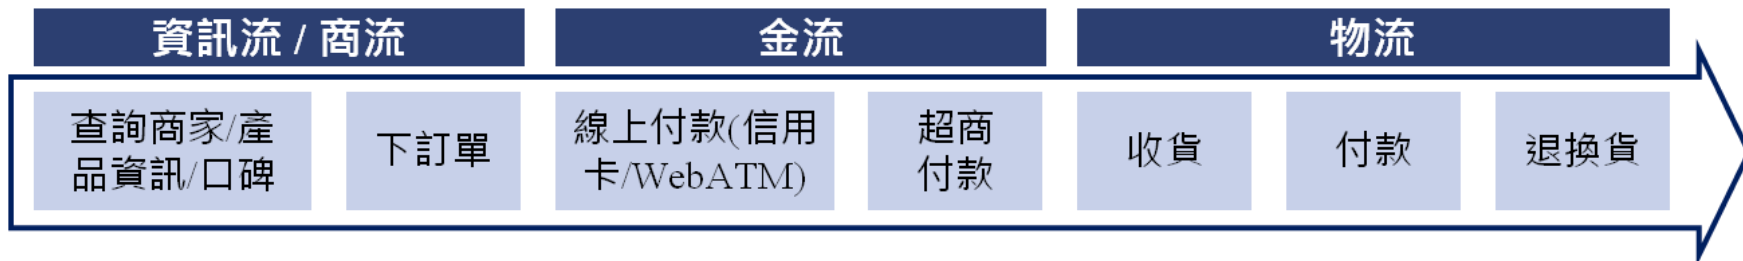 資訊流 / 商流
金流
物流
查詢商家/產
品資訊/口碑
下訂單
線上付款(信用
卡/WebATM)
超商
付款
收貨
付款
退換貨